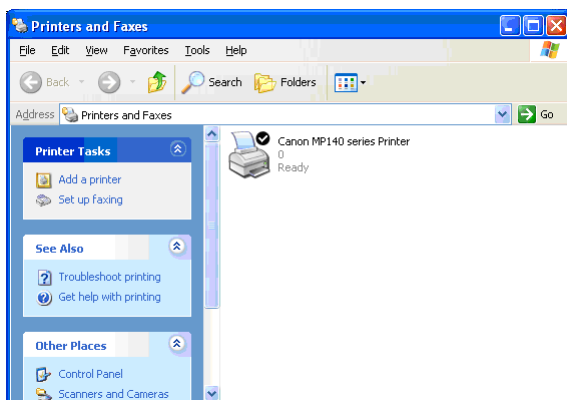 Printers and Faxes
File Edit View Favorites Tools Help
Back Search Folders
Address Printers and Faxes Go
Printer Tasks
Add a printer
Set up faxing
See Also
Troubleshoot printing
Get help with printing
Other Places
Control Panel
Scanners and Cameras
Canon MP140 series Printer
0
Ready